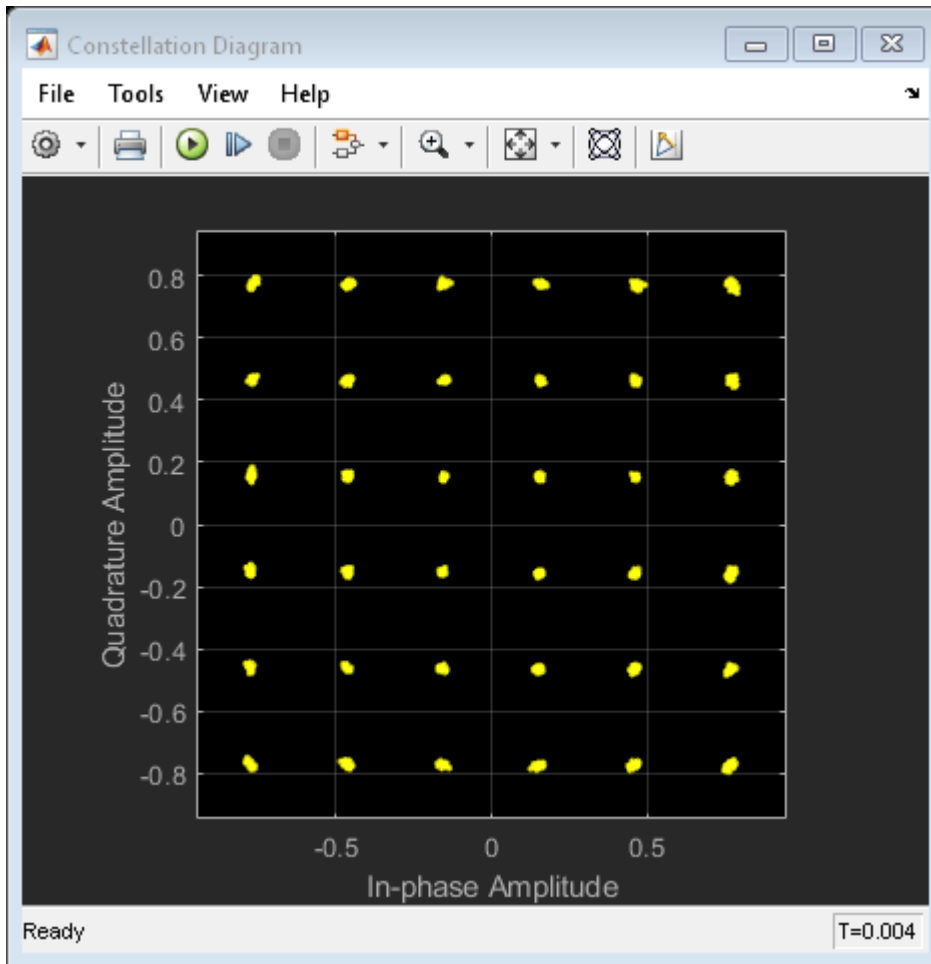 Constellation Diagram
File Tools View Help
0.8
0.6
0.4
0.2
0
-0.2
-0.4
-0.6
-0.8
Quadrature Amplitude
-0.5 0 0.5
In-phase Amplitude
Ready T=0.004